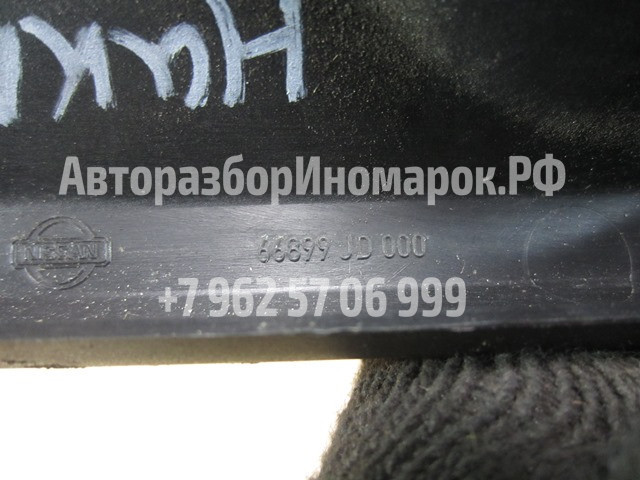 АвторазборИномарок.РФ
NISSAN
66899 JD 000
+7 962 57 06 999